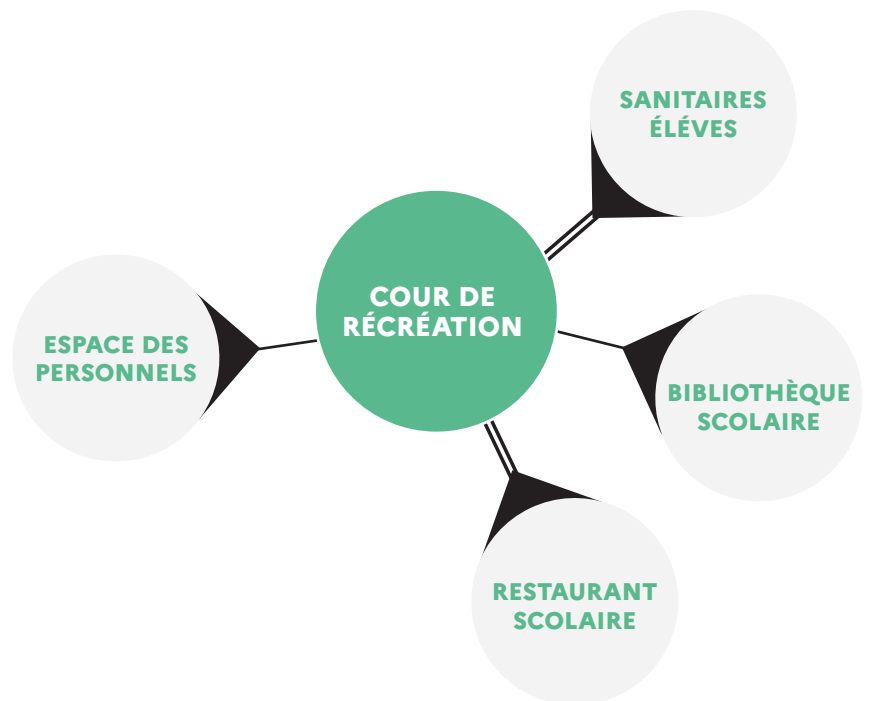 SANITAIRES
ÉLÉVES
COUR DE
RÉCRÉATION
ESPACE DES
PERSONNELS
BIBLIOTHÈQUE
SCOLAIRE
RESTAURANT
SCOLAIRE